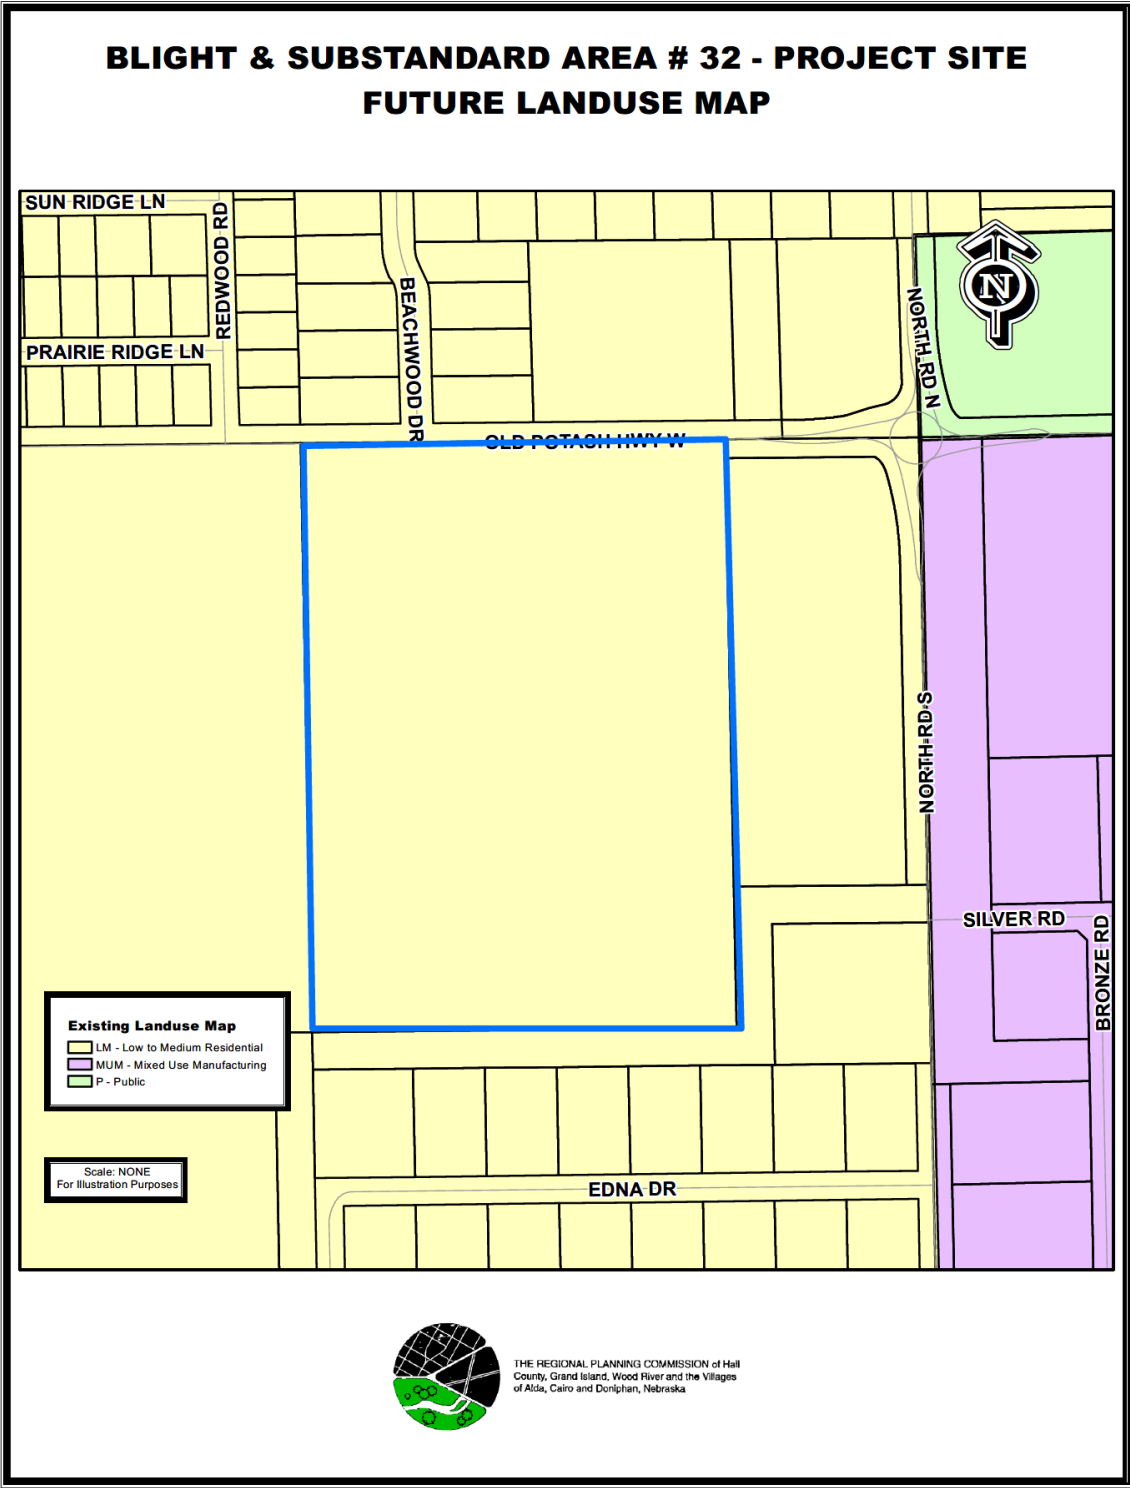 BLIGHT & SUBSTANDARD AREA # 32 - PROJECT SITE
FUTURE LANDUSE MAP
SUN RIDGE LN
REDWOOD RD
BEACHWOOD DR
NORTH RD N
N
PRAIRIE RIDGE LN
OLD POTASH HWY W
NORTH RD S
SILVER RD
BRONZE RD
Existing Landuse Map
LM - Low to Medium Residential
MUM - Mixed Use Manufacturing
P - Public
Scale: NONE
For Illustration Purposes
EDNA DR
THE REGIONAL PLANNING COMMISSION of Hall
County, Grand Island, Wood River and the Villages
of Alda, Cairo and Doniphan, Nebraska